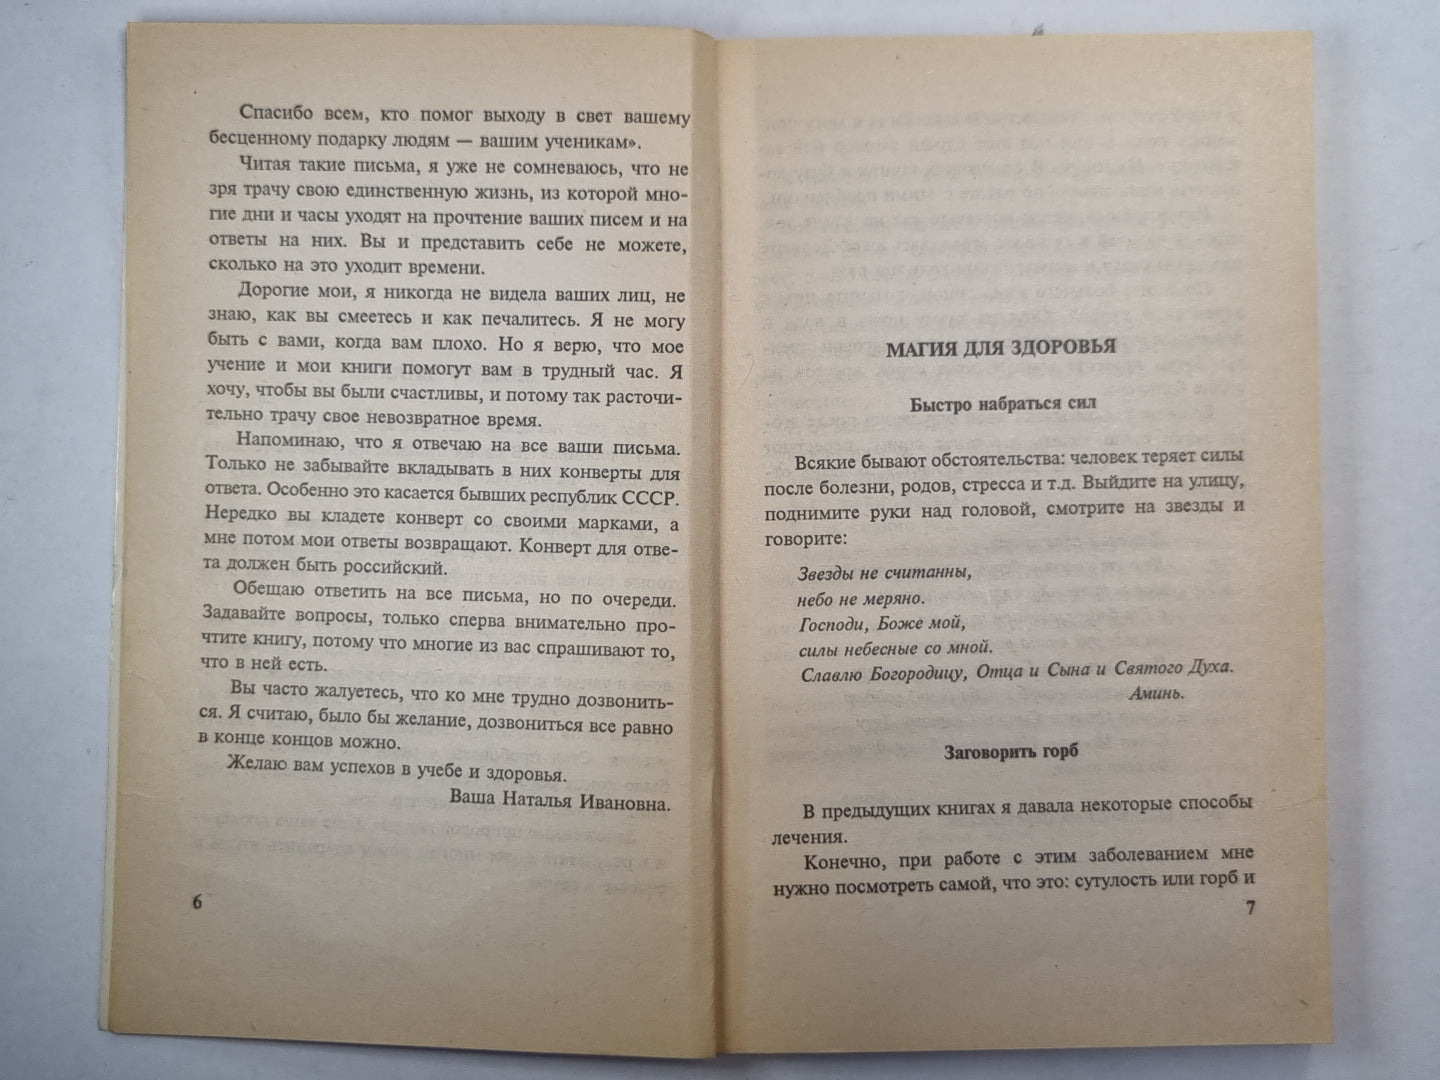 Спасибо всем, кто помог выходу в свет вашему
бесценному подарку людям — вашим ученикам».
Читая такие письма, я уже не сомневаюсь, что не
зря трачу свою единственную жизнь, из которой мно-
гие дни и часы уходят на прочтение ваших писем и на
ответы на них. Вы и представить себе не можете,
сколько на это уходит времени.
Дорогие мои, я никогда не видела ваших лиц, не
знаю, как вы смеетесь и как печалитесь. Я не могу
быть с вами, когда вам плохо. Но я верю, что мое
учение и мои книги помогут вам в трудный час. Я
хочу, чтобы вы были счастливы, и потому так расточи-
тельно трачу свое невозвратное время.
Напоминаю, что я отвечаю на все ваши письма.
Только не забывайте вкладывать в них конверты для
ответа. Особенно это касается бывших республик СССР.
Нередко вы кладете конверт со своими марками, а
мне потом мои ответы возвращают. Конверт для отве-
та должен быть российский.
Обещаю ответить на все письма, но по очереди.
Задавайте вопросы, только сперва внимательно про-
чтите книгу, потому что многие из вас спрашивают то,
что в ней есть.
Вы часто жалуетесь, что ко мне трудно дозвонить-
ся. Я считаю, было бы желание, дозвониться все равно
в конце концов можно.
Желаю вам успехов в учебе и здоровья.
Ваша Наталья Ивановна.
6
МАГИЯ ДЛЯ ЗДОРОВЬЯ
Быстро набраться сил
Всякие бывают обстоятельства: человек теряет силы
после болезни, родов, стресса и т.д. Выйдите на улицу,
поднимите руки над головой, смотрите на звезды и
говорите:
Звезды не считанны,
небо не меряно.
Господи, Боже мой,
силы небесные со мной.
Славлю Богородицу, Отца и Сына и Святого Духа.
Аминь.
Заговорить горб
В предыдущих книгах я давала некоторые способы
лечения.
Конечно, при работе с этим заболеванием мне
нужно посмотреть самой, что это: сутулость или горб и
7